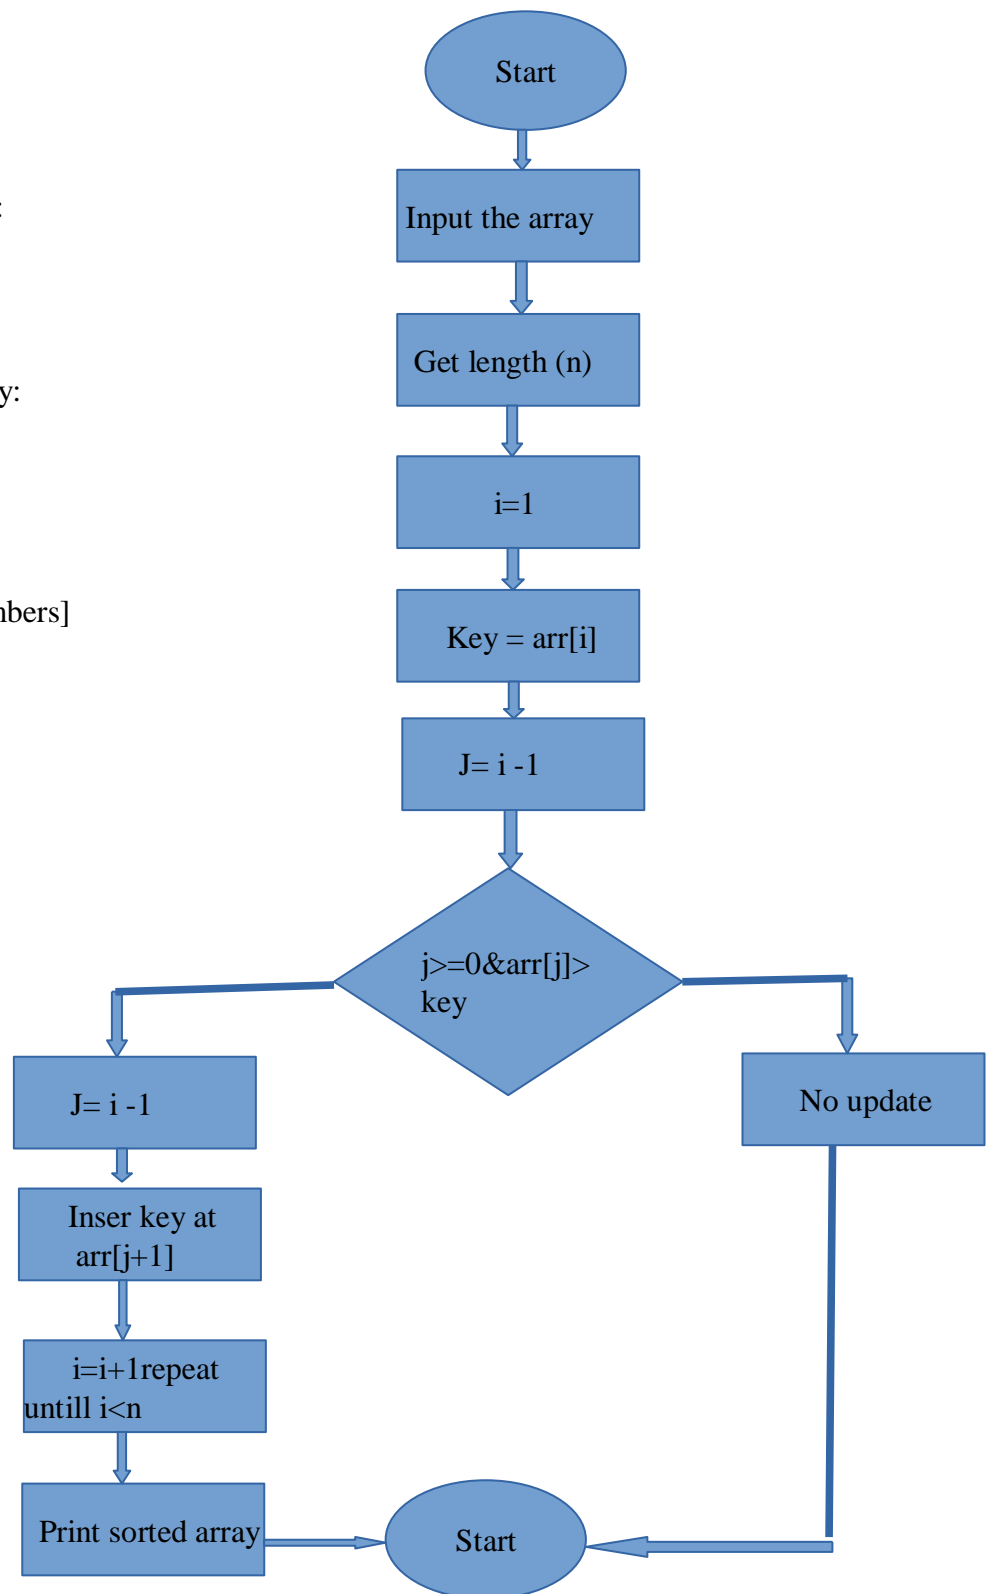 Start
:
Input the array
Get length (n)
y:
i=1
nbers]
Key = arr[i]
J= i -1
j>=0&arr[j]>
key
J= i -1
No update
Inser key at
arr[j+1]
i=i+1repeat
untill i<n
Print sorted array
Start